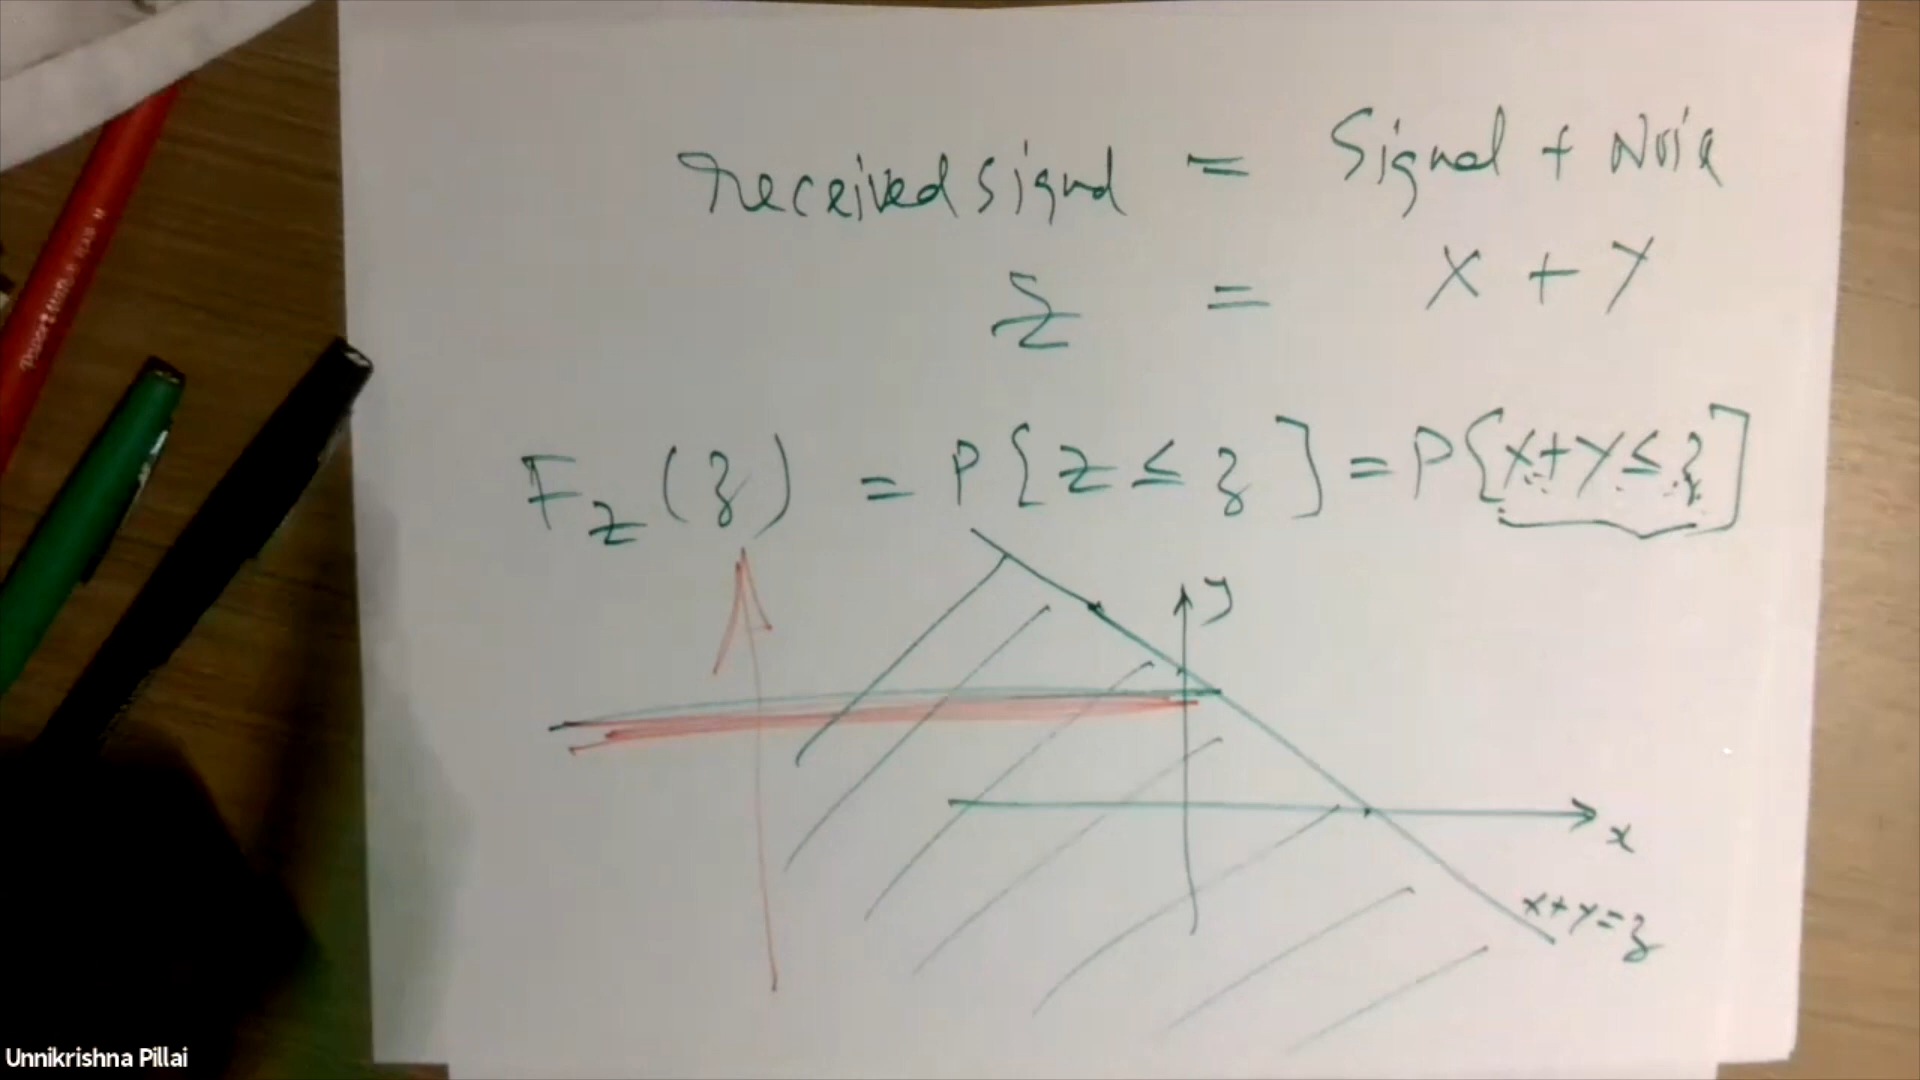 received signal = Signal + Noise
Z = X + Y
F_Z(z) = P{Z ≤ z} = P{X+Y ≤ z}
y
x
x+y=z
Unnikrishna Pillai